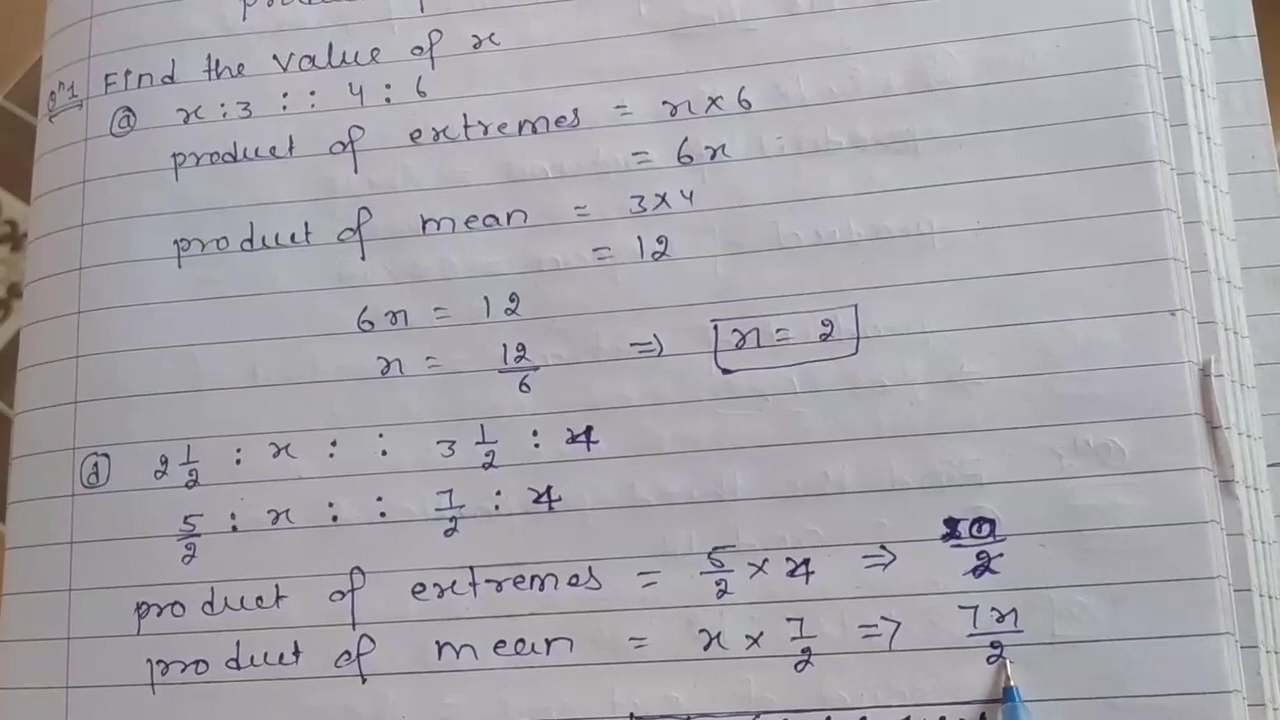 Qn1 Find the value of x
(a) x : 3 : : 4 : 6
product of extremes = x × 6
= 6x
product of mean = 3 × 4
= 12
6x = 12
x = 12/6 ⇒ x = 2
(d) 2 1/2 : x : : 3 1/2 : 4
5/2 : x : : 7/2 : 4
product of extremes = 5/2 × 4 ⇒ 20/2
product of mean = x × 7/2 ⇒ 7x/2